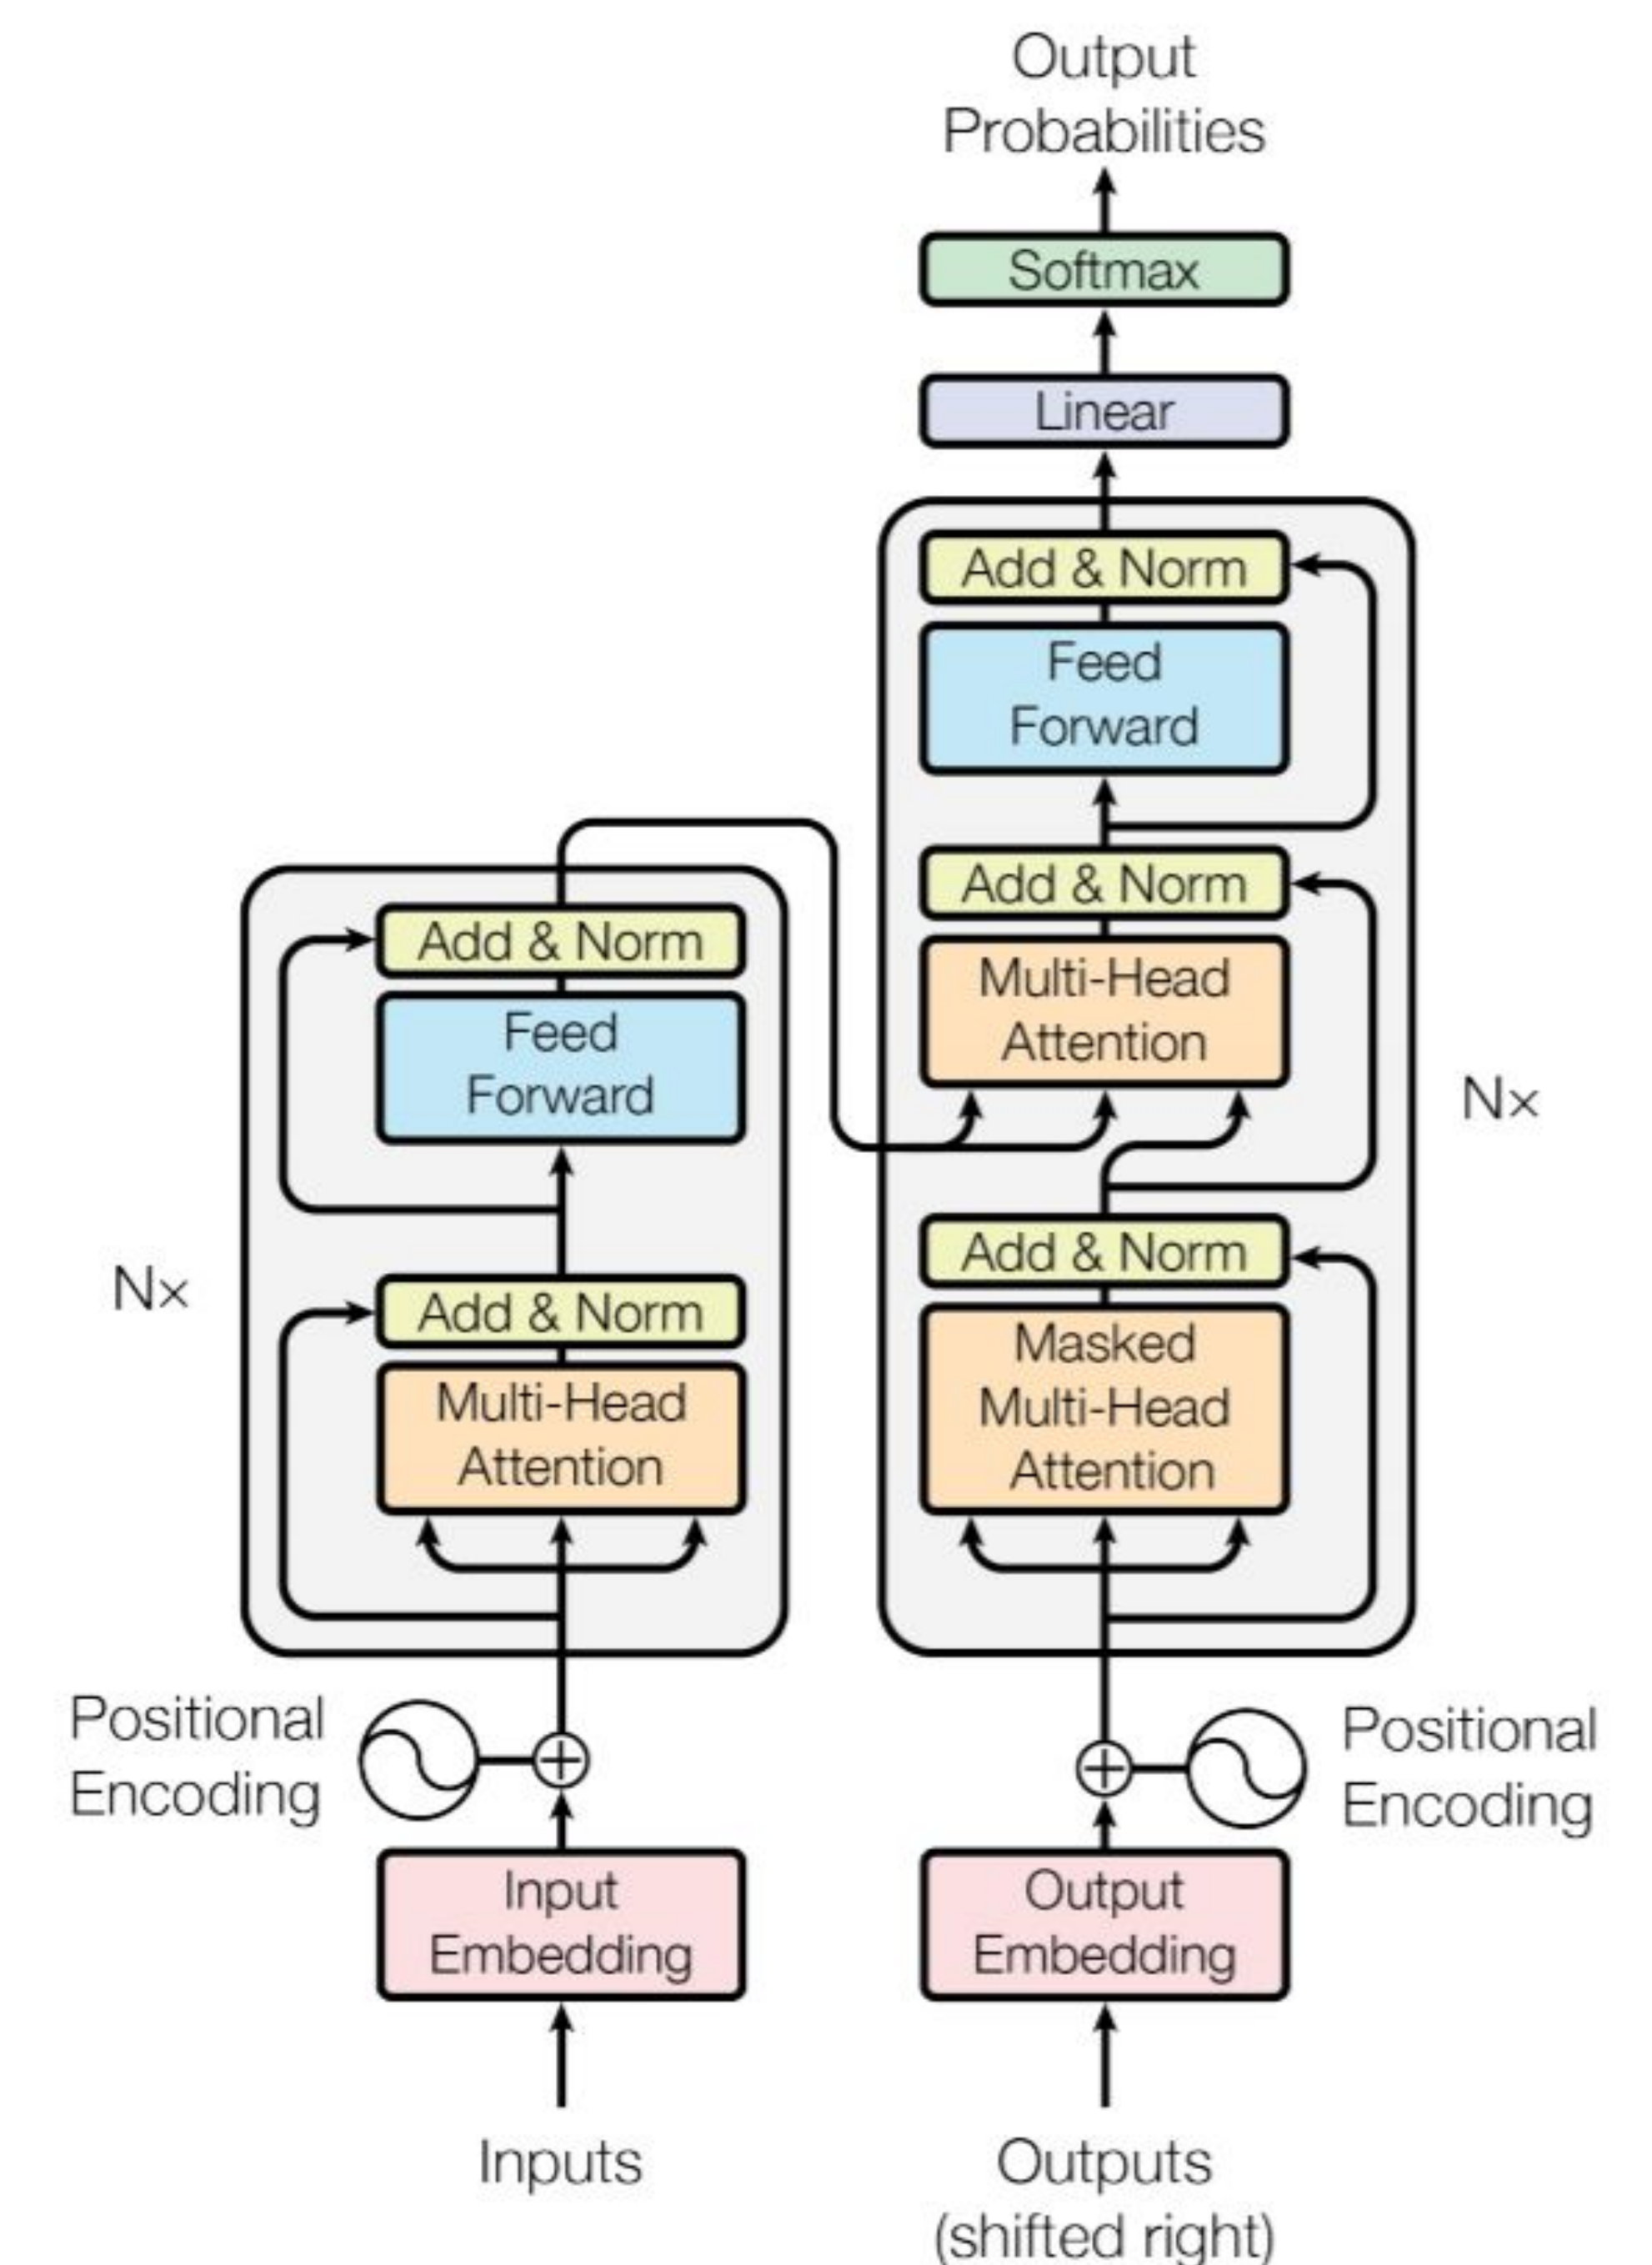 Output
Probabilities
Softmax
Linear
Add & Norm
Feed
Forward
Add & Norm
Multi-Head
Attention
N×
Add & Norm
Masked
Multi-Head
Attention
Add & Norm
Feed
Forward
N×
Add & Norm
Multi-Head
Attention
Positional
Encoding
Positional
Encoding
Input
Embedding
Output
Embedding
Inputs
Outputs
(shifted right)